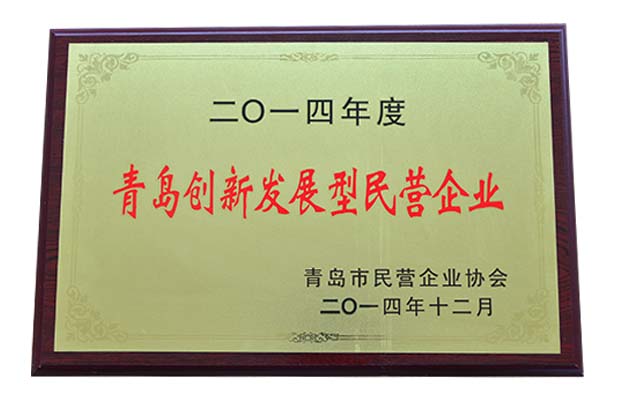 二〇一四年度
青岛创新发展型民营企业
青岛市民营企业协会
二〇一四年十二月